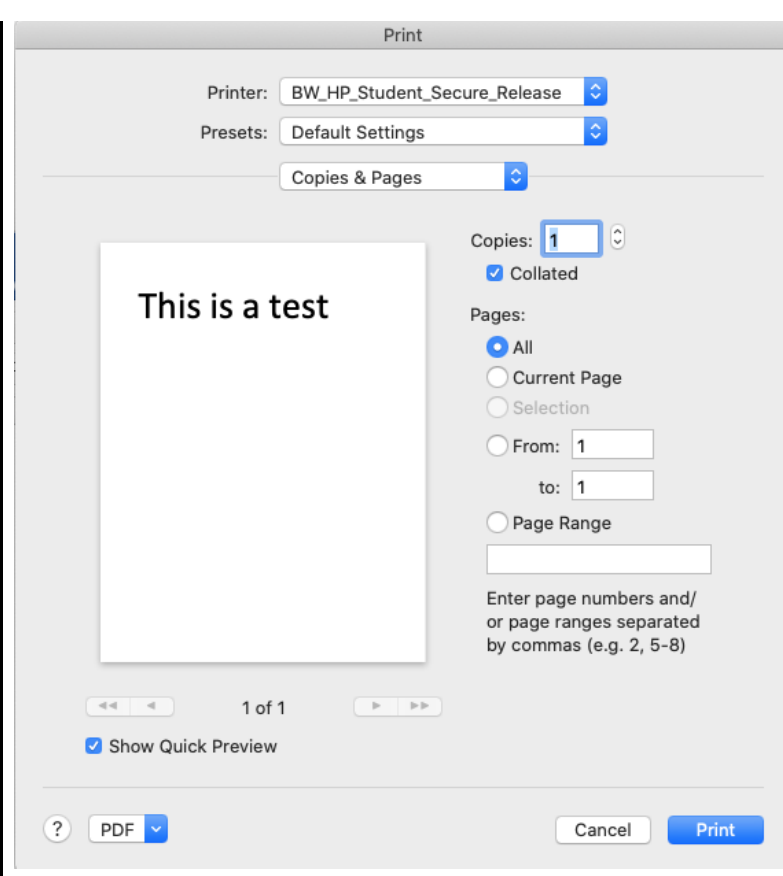 Print
Printer: BW_HP_Student_Secure_Release
Presets: Default Settings
Copies & Pages
Copies: 1
Collated
This is a test
Pages:
All
Current Page
Selection
From: 1
to: 1
Page Range
Enter page numbers and/
or page ranges separated
by commas (e.g. 2, 5-8)
1 of 1
Show Quick Preview
? PDF Cancel Print